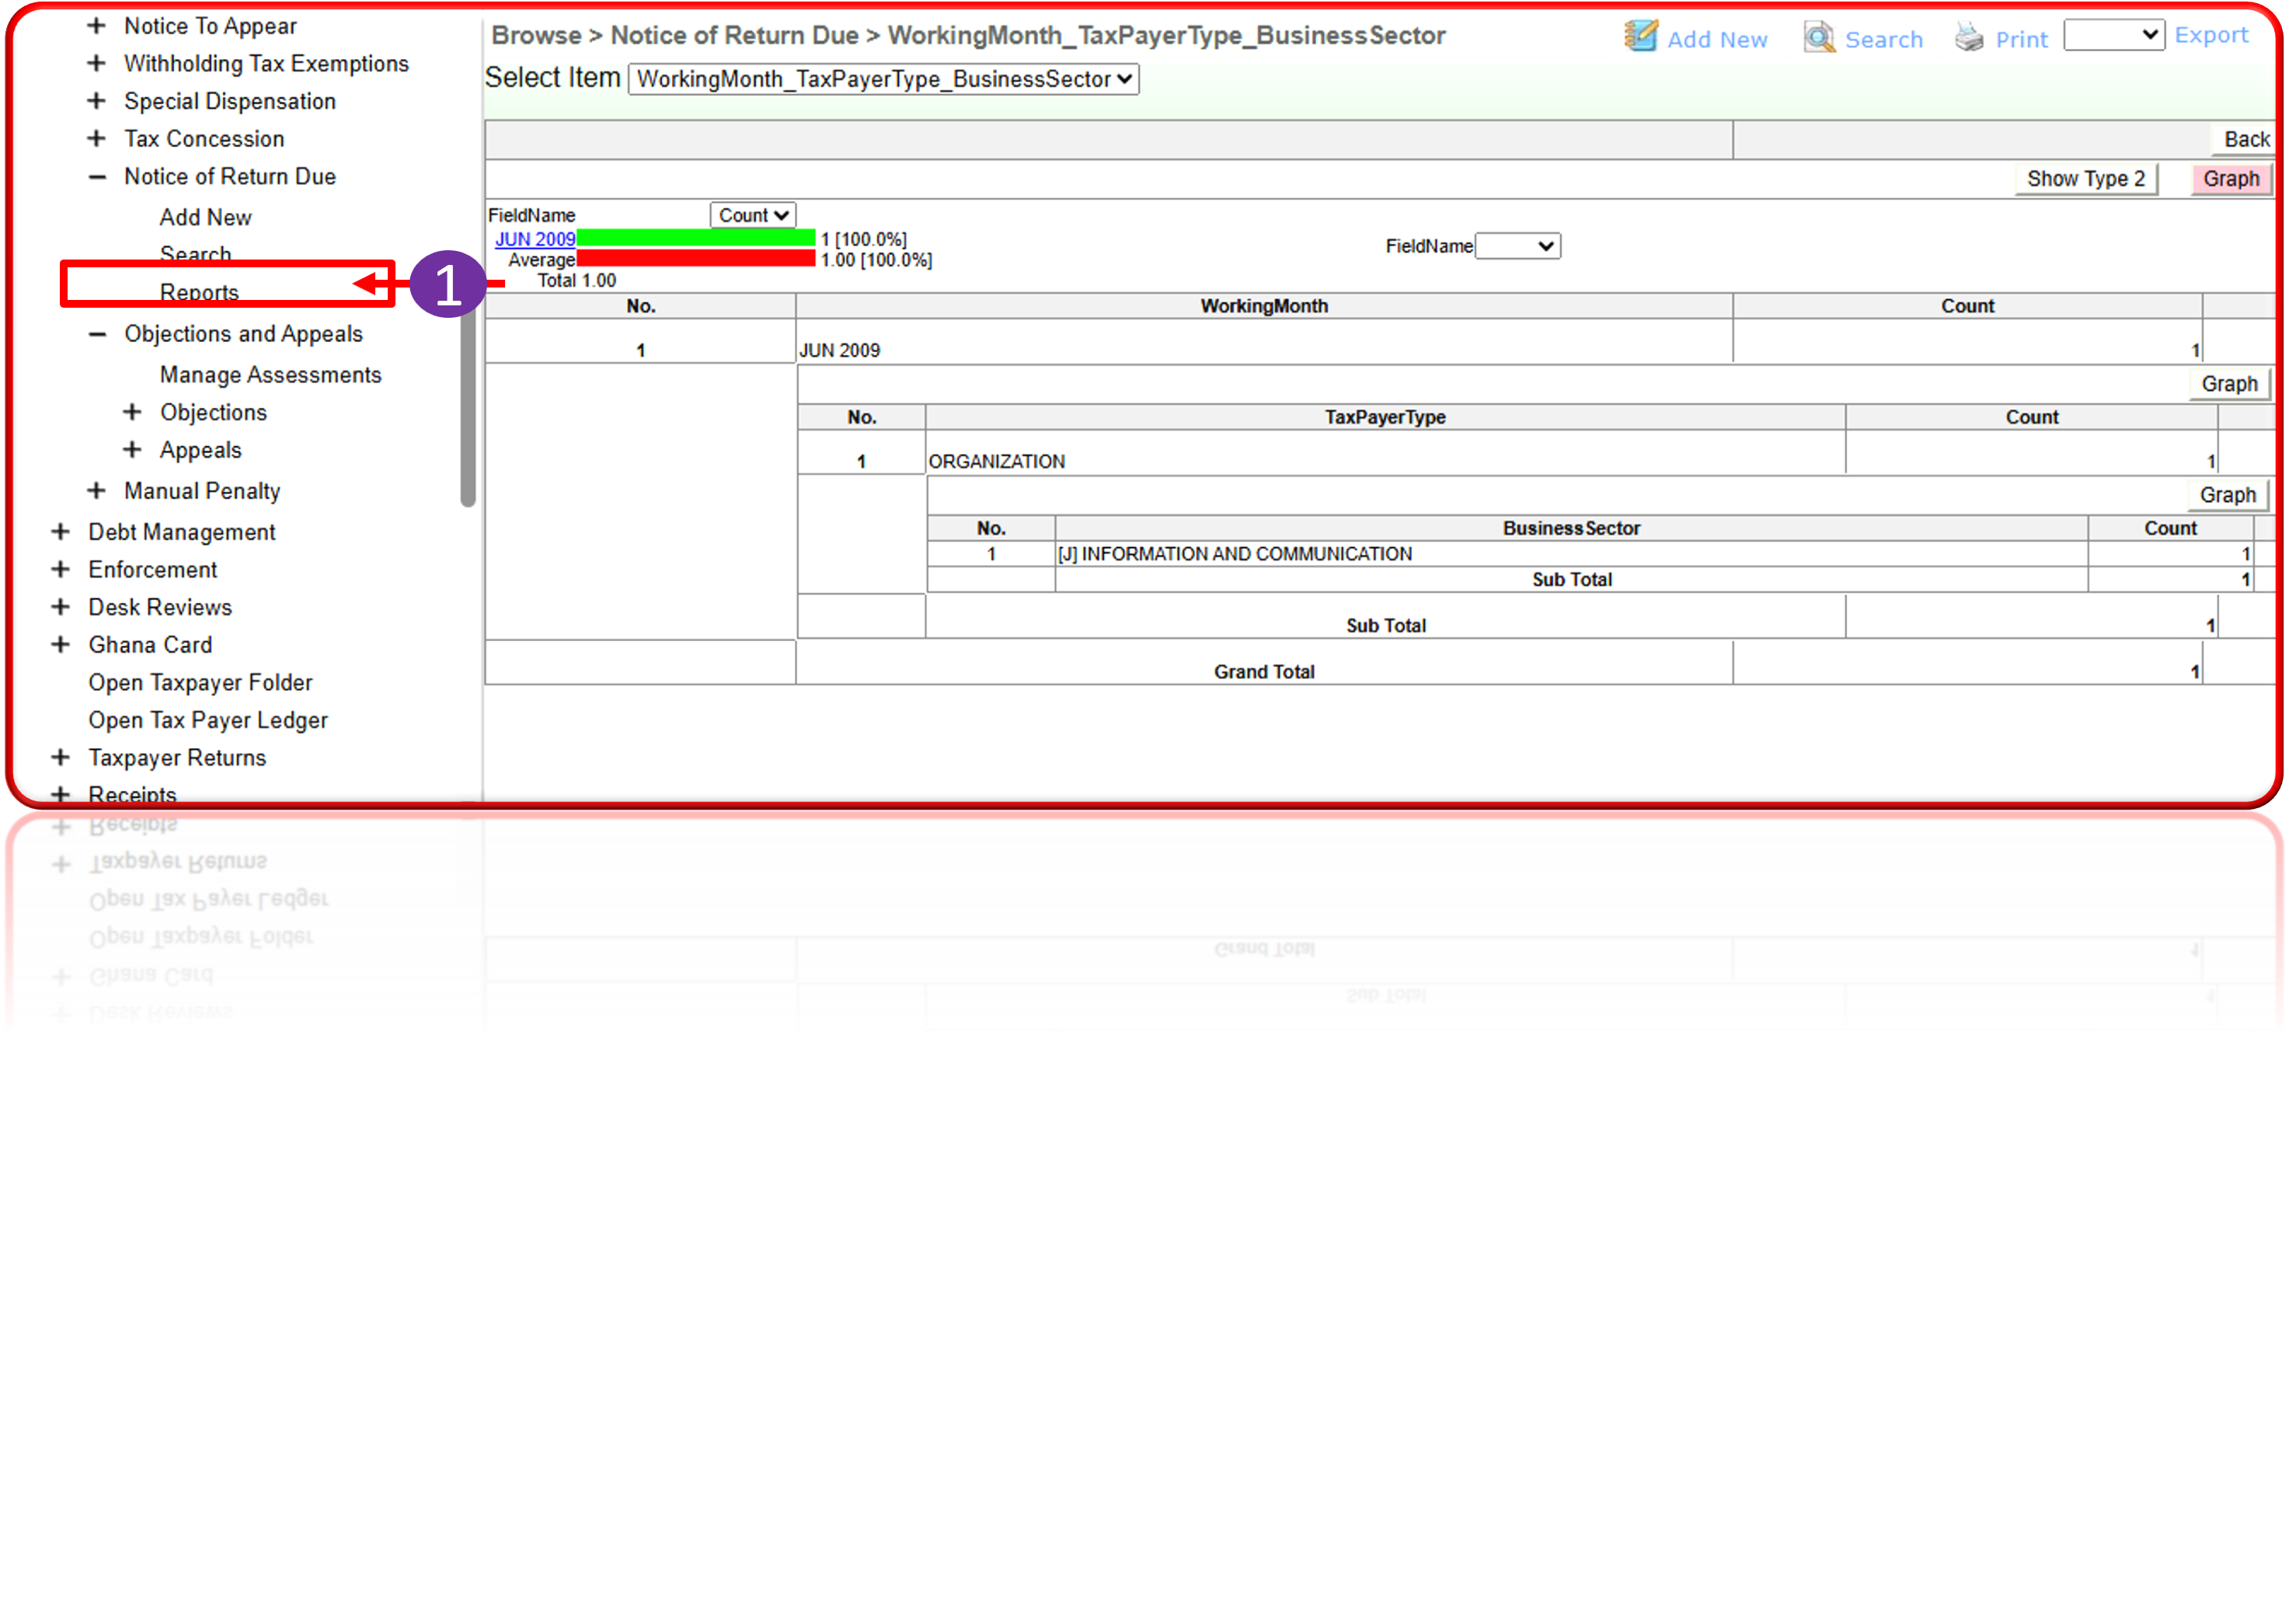 Notice To Appear
Withholding Tax Exemptions
Special Dispensation
Tax Concession
Notice of Return Due
Add New
Search
Reports
1
Objections and Appeals
Manage Assessments
Objections
Appeals
Manual Penalty
Debt Management
Enforcement
Desk Reviews
Ghana Card
Open Taxpayer Folder
Open Tax Payer Ledger
Taxpayer Returns
Receipts
Browse > Notice of Return Due > WorkingMonth_TaxPayerType_BusinessSector
Add New Search Print Export
Select Item WorkingMonth_TaxPayerType_BusinessSector
Back
Show Type 2 Graph
FieldName Count
JUN 2009 1 [100.0%]
FieldName
Average 1.00 [100.0%]
Total 1.00
No. WorkingMonth Count
1 JUN 2009 1
Graph
No. TaxPayerType Count
1 ORGANIZATION 1
Graph
No. BusinessSector Count
1 [J] INFORMATION AND COMMUNICATION 1
Sub Total 1
Sub Total 1
Grand Total 1